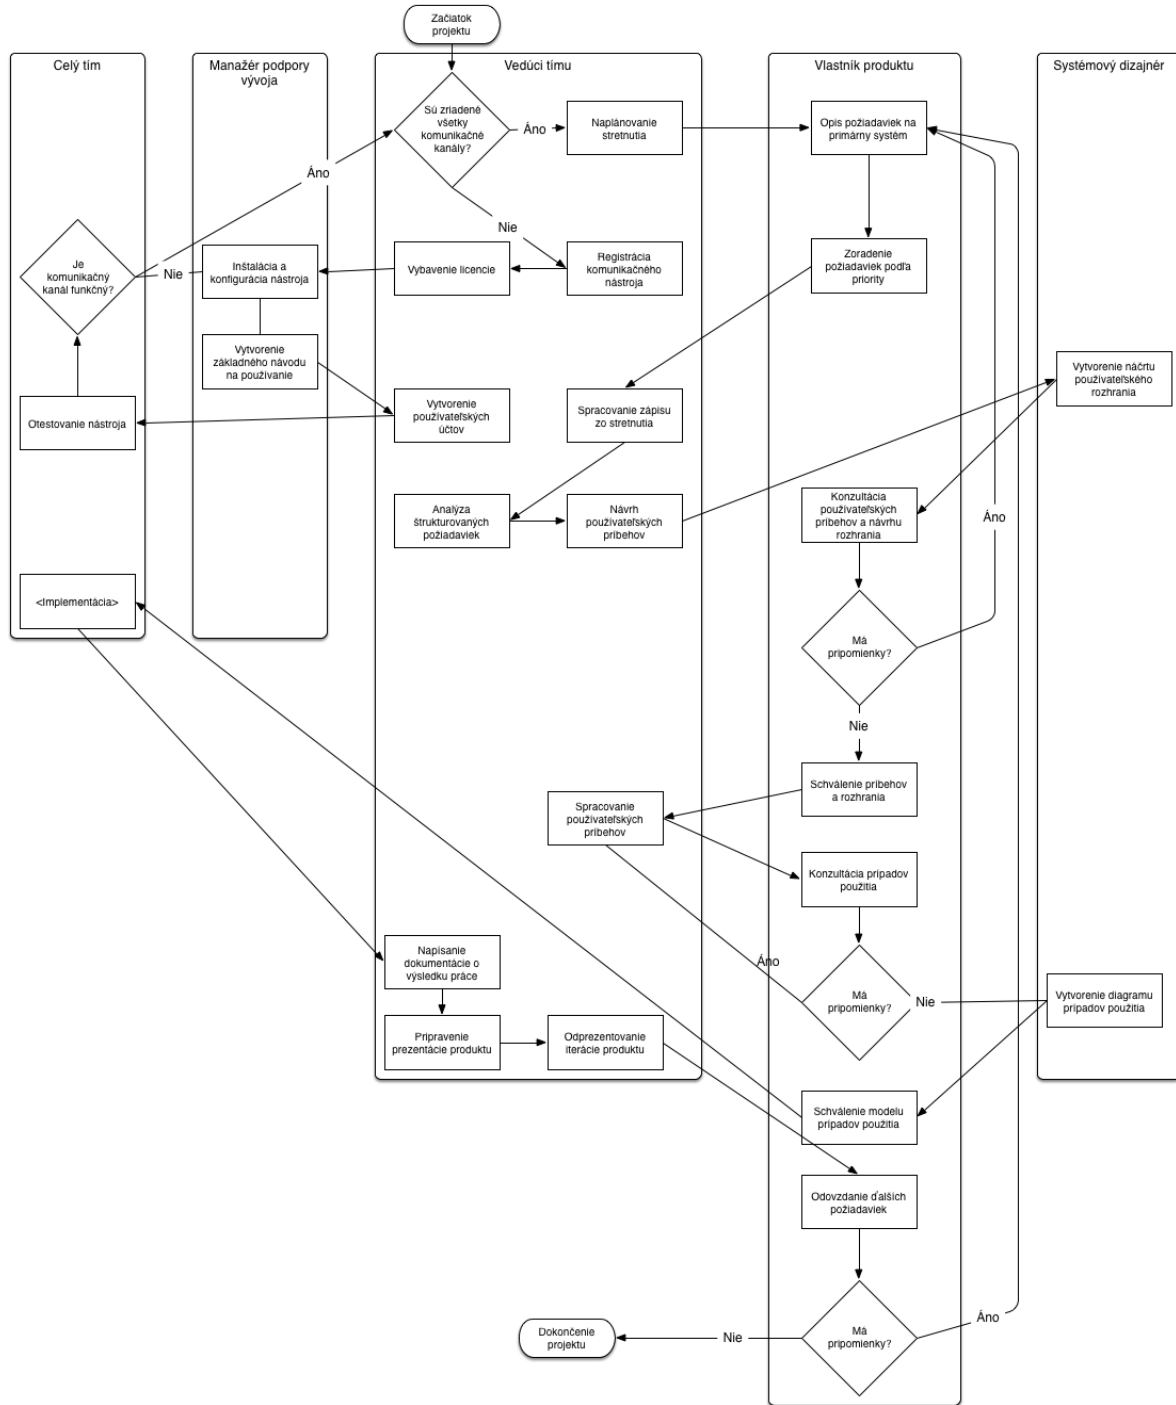 Začiatok
projektu
Celý tím
Manažér podpory
vývoja
Vedúci tímu
Vlastník produktu
Systémový dizajnér
Sú zriadené
všetky
komunikačné
kanály?
Áno
Naplánovanie
stretnutia
Opis požiadaviek na
primárny systém
Áno
Nie
Je
komunikačný
kanál funkčný?
Nie
Inštalácia a
konfigurácia nástroja
Vybavenie licencie
Registrácia
komunikačného
nástroja
Zoradenie
požiadaviek podľa
priority
Vytvorenie
základného návodu
na používanie
Vytvorenie náčrtu
používateľského
rozhrania
Otestovanie nástroja
Vytvorenie
používateľských
účtov
Spracovanie zápisu
zo stretnutia
Analýza
štrukturovaných
požiadaviek
Návrh
používateľských
príbehov
Konzultácia
používateľských
príbehov a návrhu
rozhrania
Áno
<Implementácia>
Má
pripomienky?
Nie
Schválenie príbehov
a rozhrania
Spracovanie
používateľských
príbehov
Konzultácia prípadov
použitia
Napísanie
dokumentácie o
výsledku práce
Áno
Má
pripomienky?
Nie
Vytvorenie diagramu
prípadov použitia
Pripravenie
prezentácie produktu
Odprezentovanie
iterácie produktu
Schválenie modelu
prípadov použitia
Odovzdanie ďalších
požiadaviek
Dokončenie
projektu
Nie
Má
pripomienky?
Áno